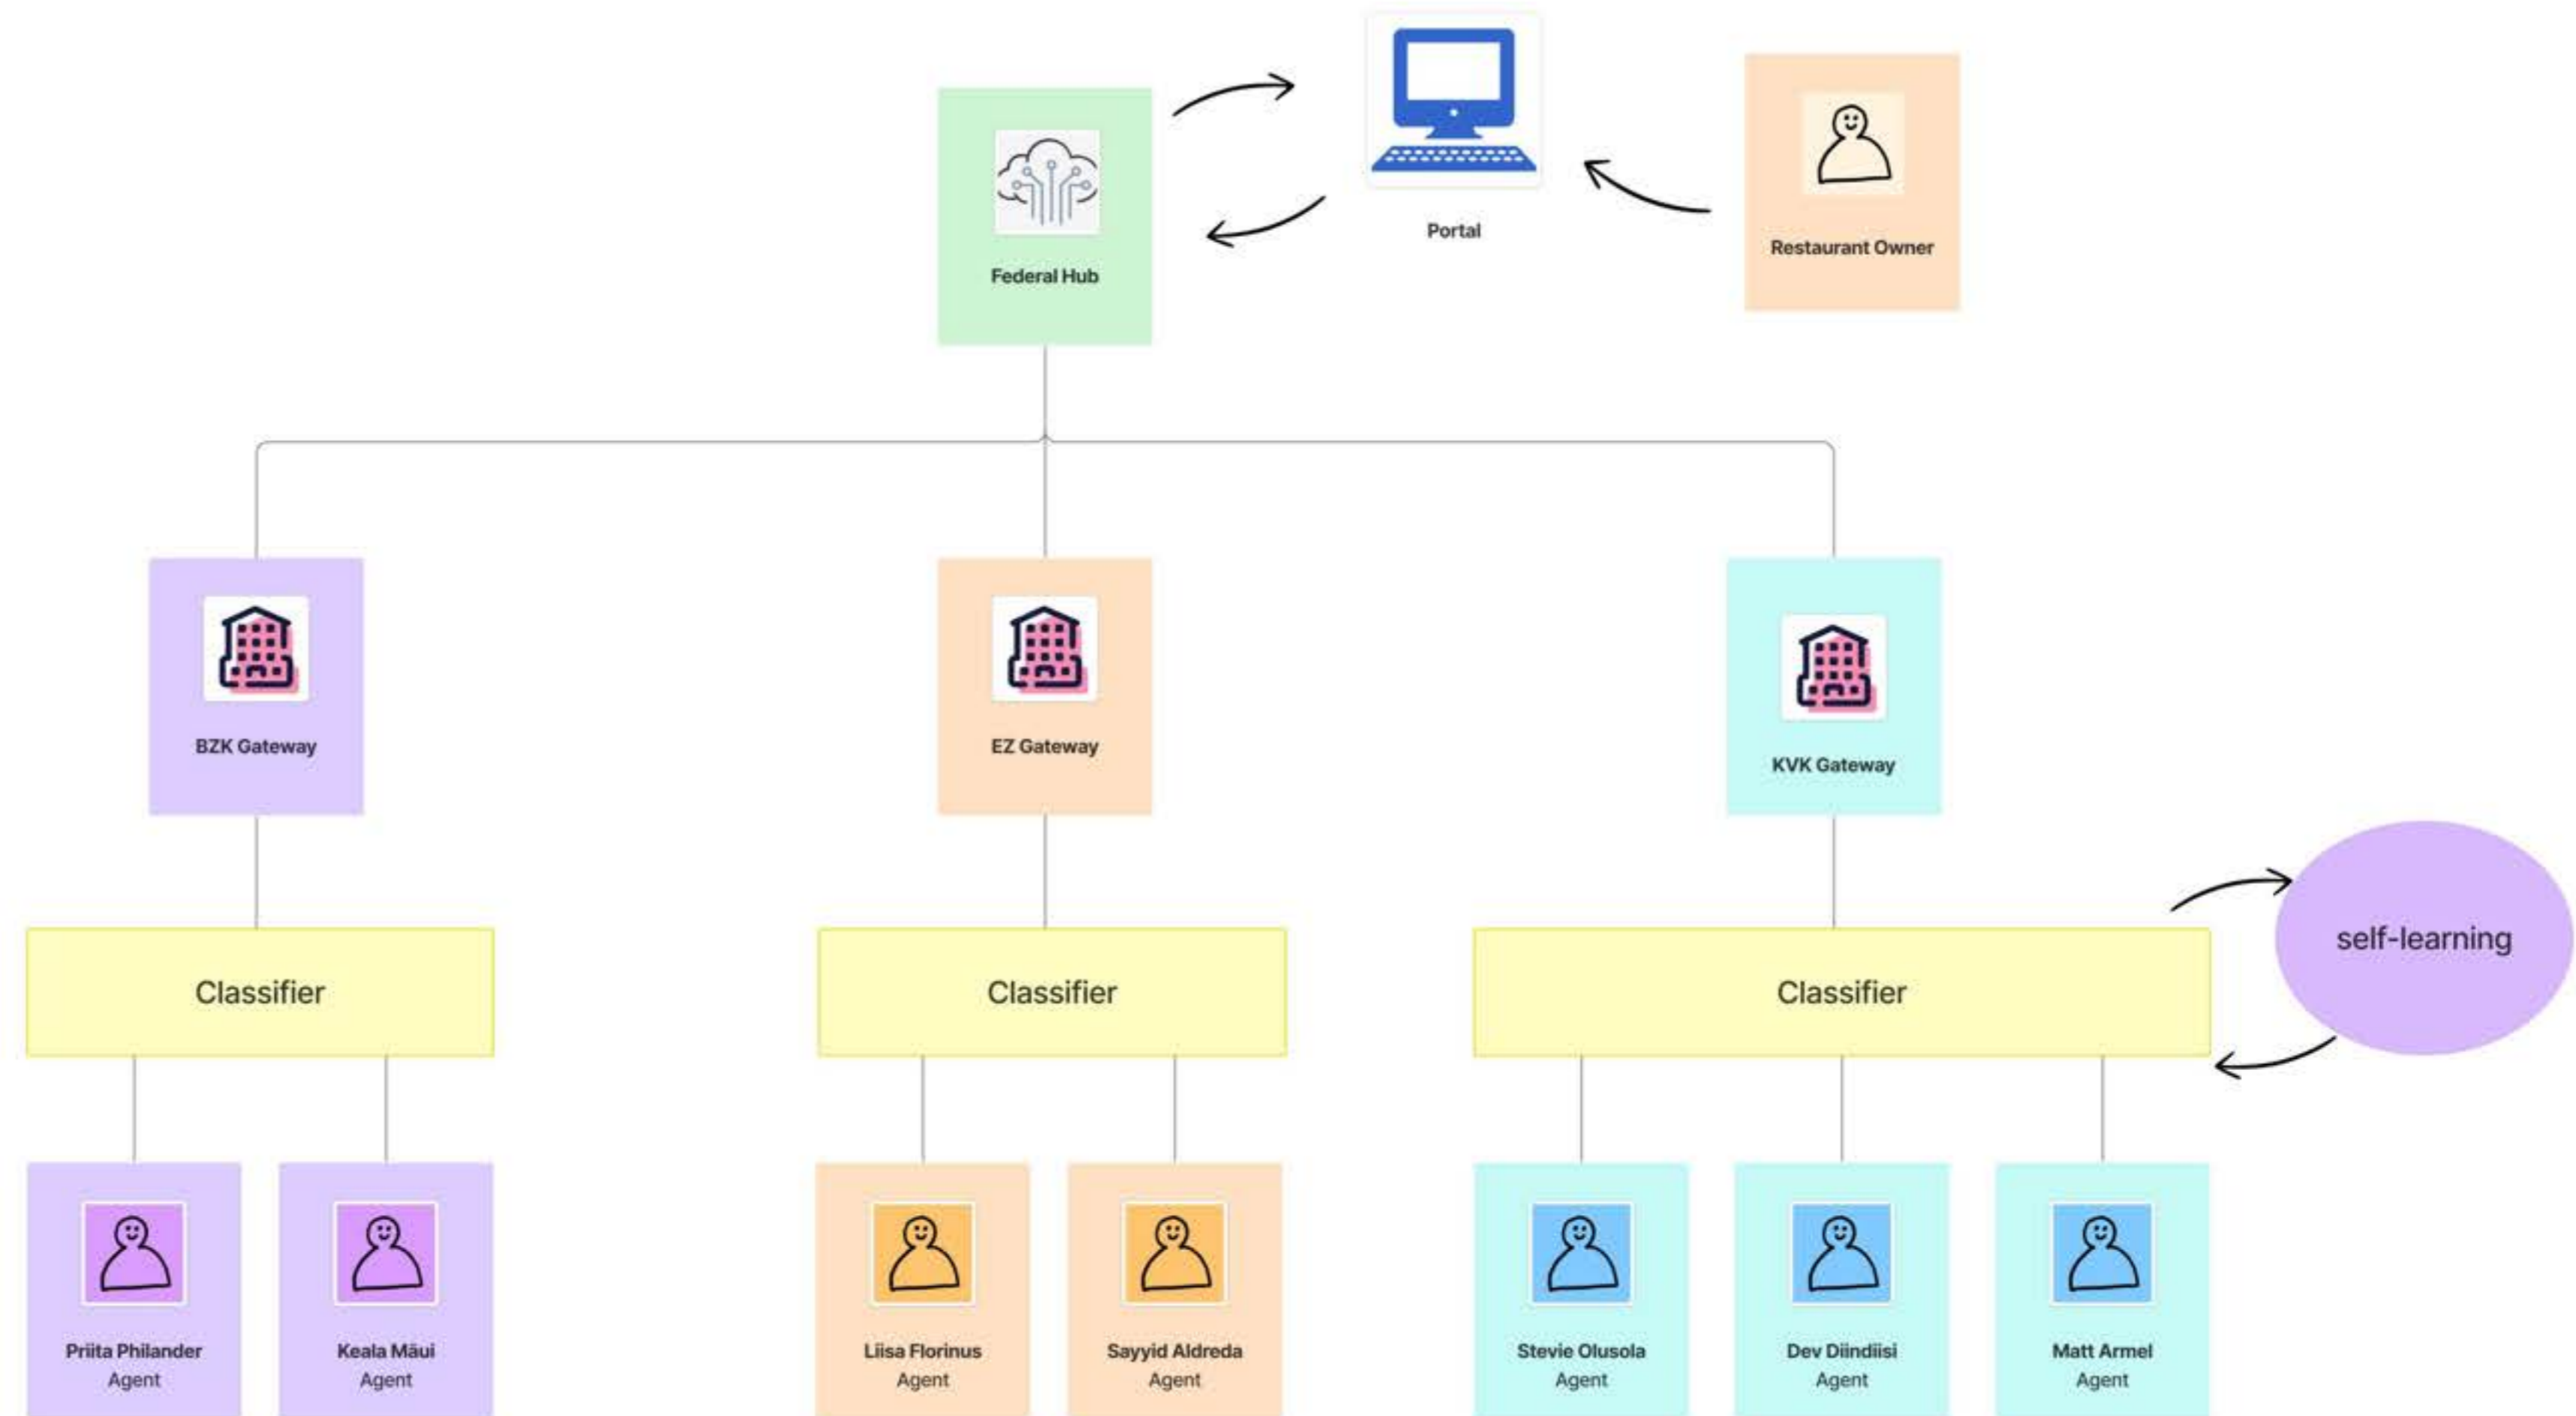 Portal
Restaurant Owner
Federal Hub
BZK Gateway
EZ Gateway
KVK Gateway
self-learning
Classifier
Classifier
Classifier
Priita Philander
Agent
Keala Māui
Agent
Liisa Florinus
Agent
Sayyid Aldreda
Agent
Stevie Olusola
Agent
Dev Diindiisi
Agent
Matt Armel
Agent